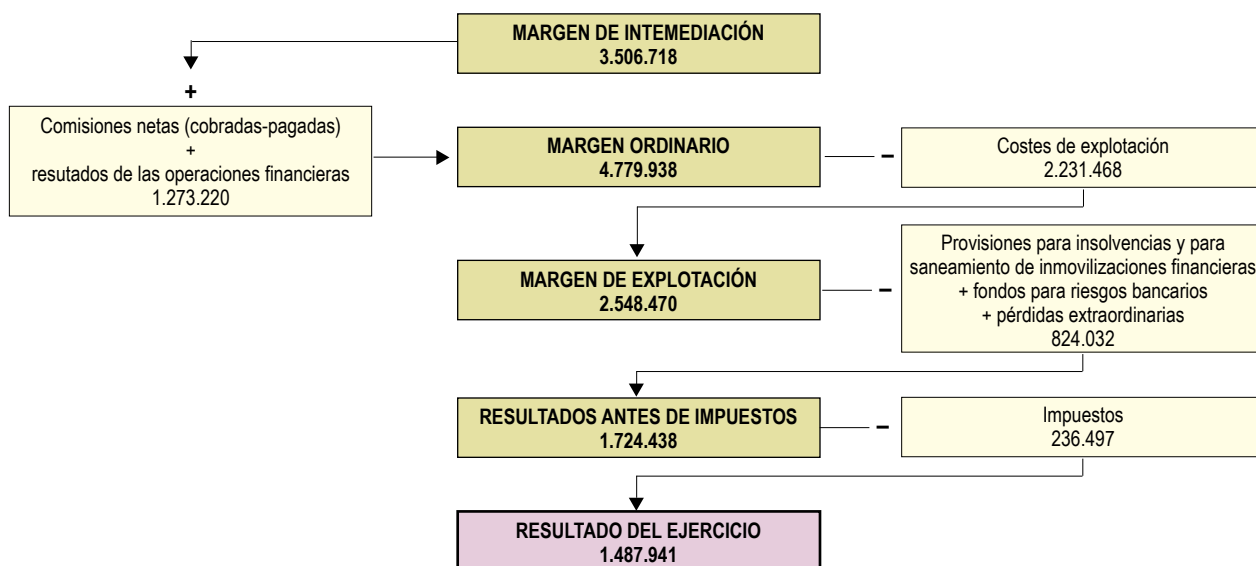 MARGEN DE INTEMEDIACIÓN
3.506.718
+
Comisiones netas (cobradas-pagadas)
+
resutados de las operaciones financieras
1.273.220
MARGEN ORDINARIO
4.779.938
–
Costes de explotación
2.231.468
MARGEN DE EXPLOTACIÓN
2.548.470
–
Provisiones para insolvencias y para
saneamiento de inmovilizaciones financieras
+ fondos para riesgos bancarios
+ pérdidas extraordinarias
824.032
RESULTADOS ANTES DE IMPUESTOS
1.724.438
–
Impuestos
236.497
RESULTADO DEL EJERCICIO
1.487.941